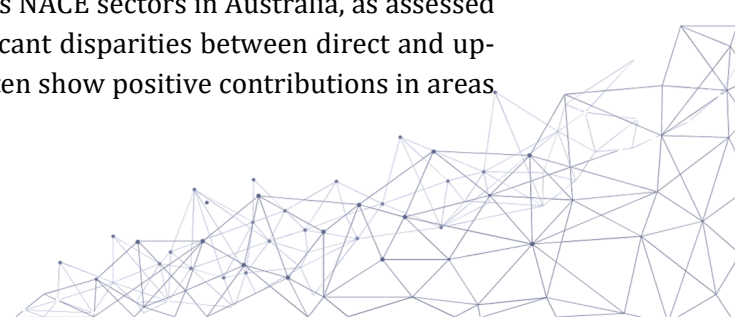 s NACE sectors in Australia, as assessed
cant disparities between direct and up-
en show positive contributions in areas